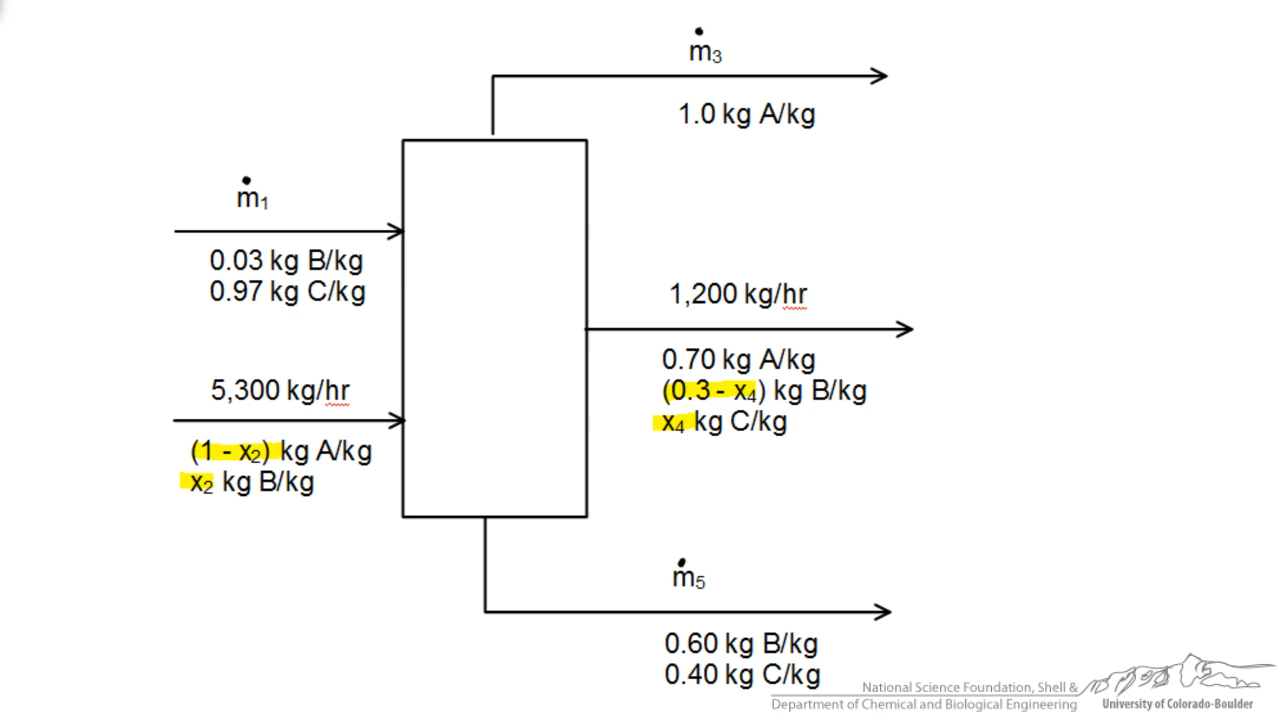 ṁ₃
1.0 kg A/kg
ṁ₁
0.03 kg B/kg
0.97 kg C/kg
1,200 kg/hr
0.70 kg A/kg
(0.3 - x₄) kg B/kg
x₄ kg C/kg
5,300 kg/hr
(1 - x₂) kg A/kg
x₂ kg B/kg
ṁ₅
0.60 kg B/kg
0.40 kg C/kg
National Science Foundation, Shell &
Department of Chemical and Biological Engineering
University of Colorado-Boulder